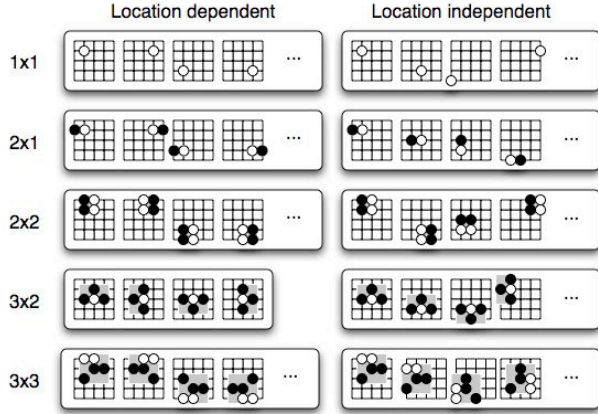 Location dependent Location independent
1x1 ... ...
2x1 ... ...
2x2 ... ...
3x2 ...
3x3 ... ...